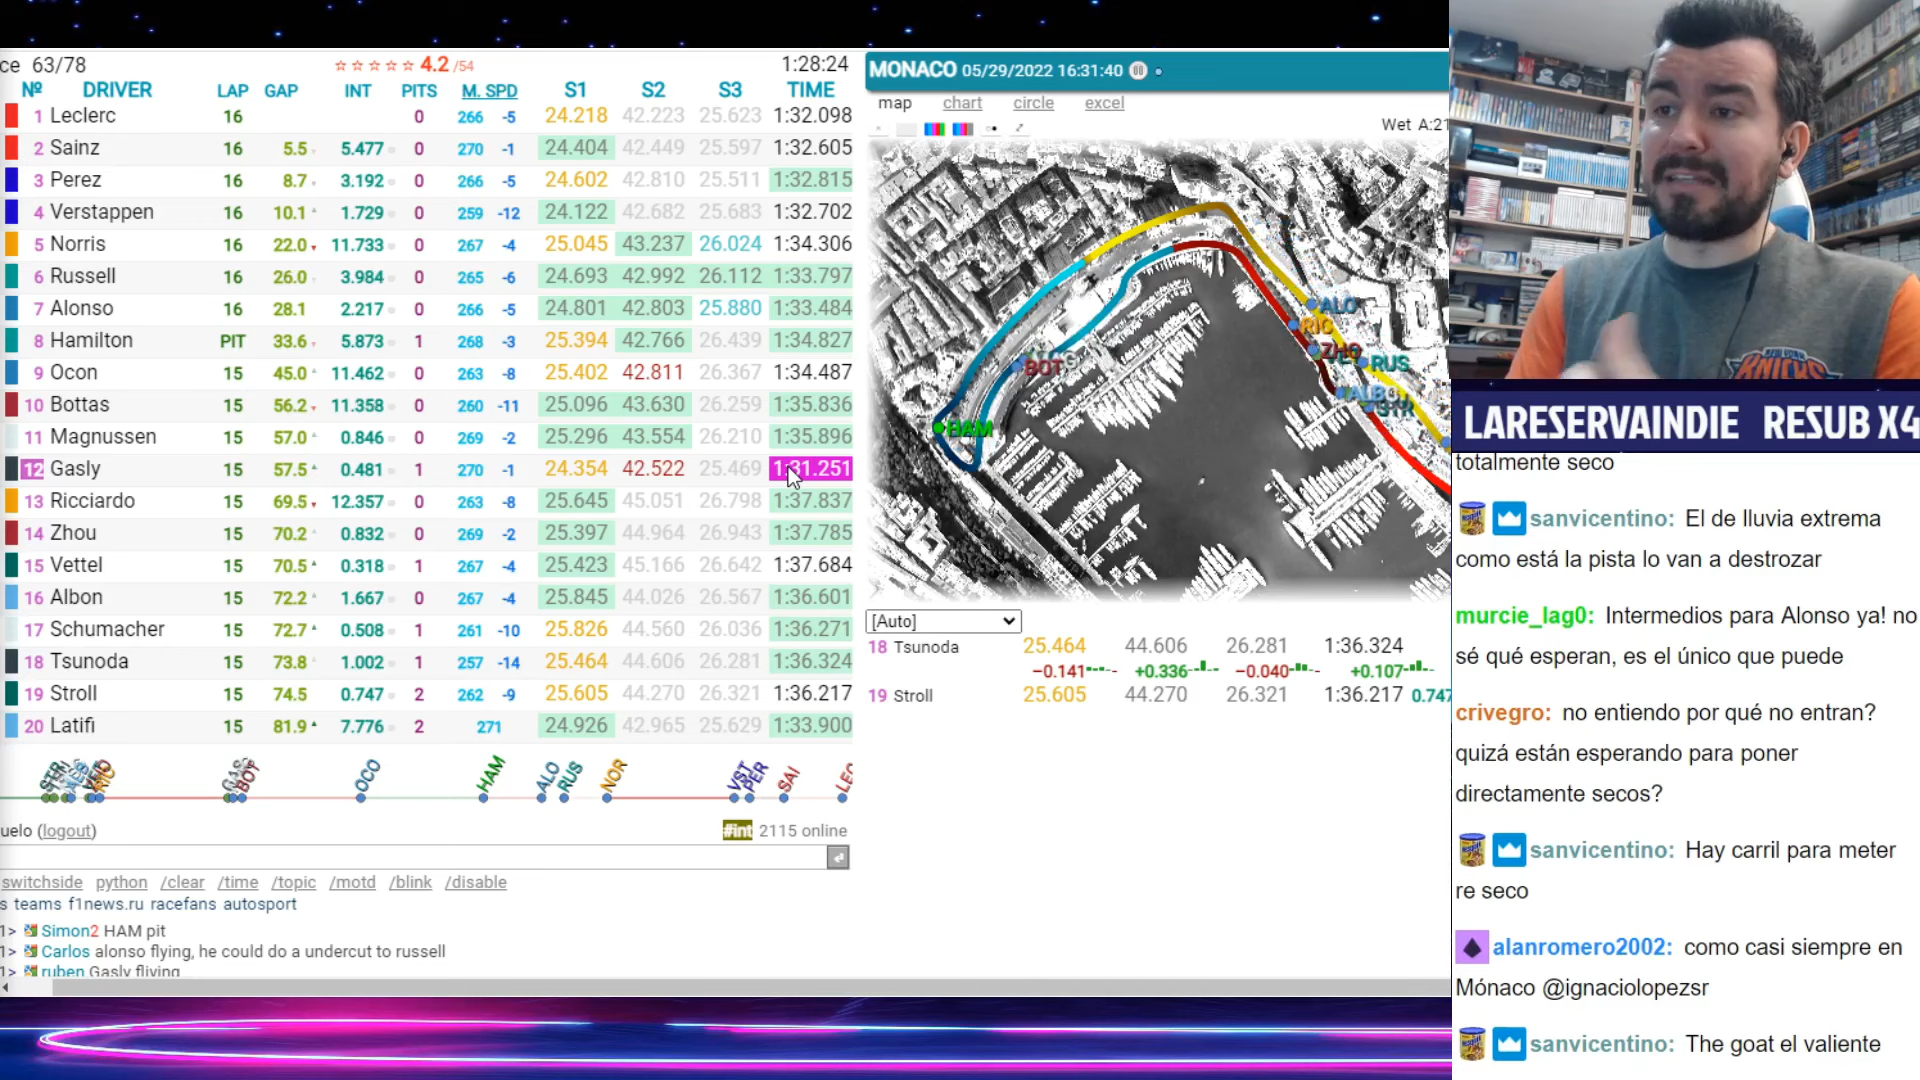 ce 63/78 ☆☆☆☆☆ 4.2 /54 1:28:24
Nº DRIVER LAP GAP INT PITS M. SPD S1 S2 S3 TIME
1 Leclerc 16 0 266 -5 24.218 42.223 25.623 1:32.098
2 Sainz 16 5.5 5.477 0 270 -1 24.404 42.449 25.597 1:32.605
3 Perez 16 8.7 3.192 0 266 -5 24.602 42.810 25.511 1:32.815
4 Verstappen 16 10.1 1.729 0 259 -12 24.122 42.682 25.683 1:32.702
5 Norris 16 22.0 11.733 0 267 -4 25.045 43.237 26.024 1:34.306
6 Russell 16 26.0 3.984 0 265 -6 24.693 42.992 26.112 1:33.797
7 Alonso 16 28.1 2.217 0 266 -5 24.801 42.803 25.880 1:33.484
8 Hamilton PIT 33.6 5.873 1 268 -3 25.394 42.766 26.439 1:34.827
9 Ocon 15 45.0 11.462 0 263 -8 25.402 42.811 26.367 1:34.487
10 Bottas 15 56.2 11.358 0 260 -11 25.096 43.630 26.259 1:35.836
11 Magnussen 15 57.0 0.846 0 269 -2 25.296 43.554 26.210 1:35.896
12 Gasly 15 57.5 0.481 1 270 -1 24.354 42.522 25.469 1:31.251
13 Ricciardo 15 69.5 12.357 0 263 -8 25.645 45.051 26.798 1:37.837
14 Zhou 15 70.2 0.832 0 269 -2 25.397 44.964 26.943 1:37.785
15 Vettel 15 70.5 0.318 1 267 -4 25.423 45.166 26.642 1:37.684
16 Albon 15 72.2 1.667 0 267 -4 25.845 44.026 26.567 1:36.601
17 Schumacher 15 72.7 0.508 1 261 -10 25.826 44.560 26.036 1:36.271
18 Tsunoda 15 73.8 1.002 1 257 -14 25.464 44.606 26.281 1:36.324
19 Stroll 15 74.5 0.747 2 262 -9 25.605 44.270 26.321 1:36.217
20 Latifi 15 81.9 7.776 2 271 24.926 42.965 25.629 1:33.900
STR RIC GAS BOT OCO HAM ALO RUS NOR VST PER SAI LEC
uelo (logout) #int 2115 online
switchside python /clear /time /topic /motd /blink /disable
s teams f1news.ru racefans autosport
1> Simon2 HAM pit
1> Carlos alonso flying, he could do a undercut to russell
1> ruben Gasly fliving
MONACO 05/29/2022 16:31:40
map chart circle excel
Wet A:21
ALO
RIC
ZHO
RUS
BOT
ALB
STR
HAM
[Auto]
18 Tsunoda 25.464 44.606 26.281 1:36.324
−0.141 +0.336 −0.040 +0.107
19 Stroll 25.605 44.270 26.321 1:36.217 0.747
NEW YORK
KNICKS
LARESERVAINDIE RESUB X4
totalmente seco
sanvicentino: El de lluvia extrema
como está la pista lo van a destrozar
murcie_lag0: Intermedios para Alonso ya! no
sé qué esperan, es el único que puede
crivegro: no entiendo por qué no entran?
quizá están esperando para poner
directamente secos?
sanvicentino: Hay carril para meter
re seco
alanromero2002: como casi siempre en
Mónaco @ignaciolopezsr
sanvicentino: The goat el valiente